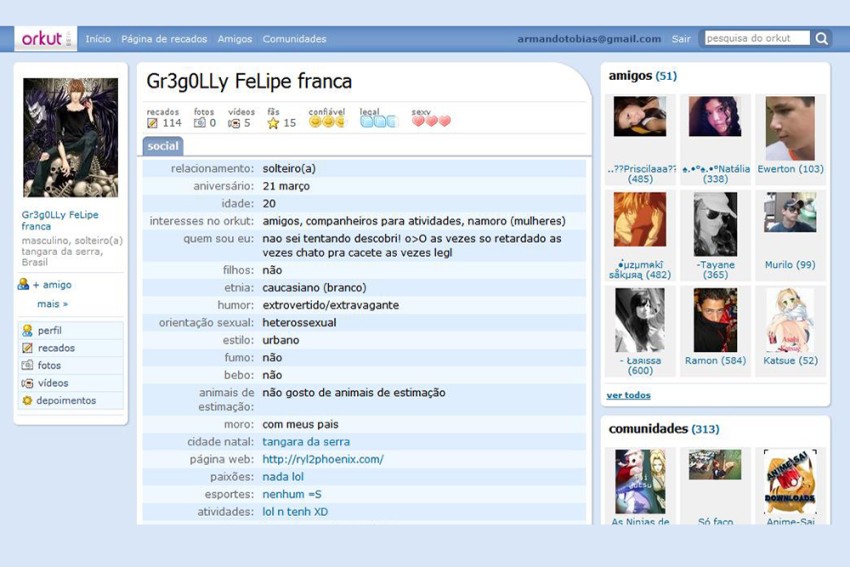 orkut
Início Página de recados Amigos Comunidades
armandotobias@gmail.com Sair pesquisa do orkut
Gr3g0LLy FeLipe
franca
masculino, solteiro(a)
tangara da serra,
Brasil
+ amigo
mais »
perfil
recados
fotos
vídeos
depoimentos
Gr3g0LLy FeLipe franca
recados fotos vídeos fãs confiável legal sexy
114 0 5 15
social
relacionamento: solteiro(a)
aniversário: 21 março
idade: 20
interesses no orkut: amigos, companheiros para atividades, namoro (mulheres)
quem sou eu: nao sei tentando descobri! o>O as vezes so retardado as
vezes chato pra cacete as vezes legl
filhos: não
etnia: caucasiano (branco)
humor: extrovertido/extravagante
orientação sexual: heterossexual
estilo: urbano
fumo: não
bebo: não
animais de não gosto de animais de estimação
estimação:
moro: com meus pais
cidade natal: tangara da serra
página web: http://ryl2phoenix.com/
paixões: nada lol
esportes: nenhum =S
atividades: lol n tenh XD
amigos (51)
..??Priscilaaa??
(485)
♠.•°♠.•°Natália
(338)
Ewerton (103)
(482)
-Tayane
(365)
Murilo (99)
- Łaяıssa
(600)
Ramon (584)
Katsue (52)
ver todos
comunidades (313)
As Ninjas de
Só faço
ANIME-SAI
DOWNLOADS
Anime-Sai